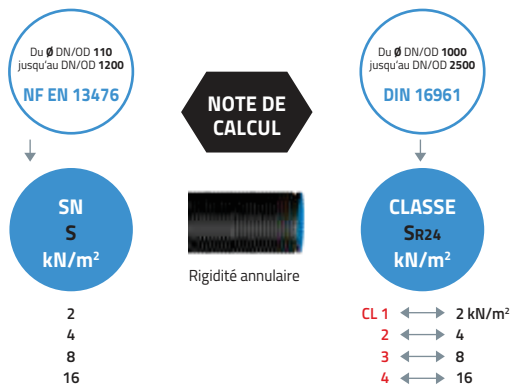 Du Ø DN/OD 110
jusqu'au DN/OD 1200
NF EN 13476
NOTE DE
CALCUL
Du Ø DN/OD 1000
jusqu'au DN/OD 2500
DIN 16961
SN
S
kN/m²
Rigidité annulaire
CLASSE
SR24
kN/m²
2
4
8
16
CL 1 2 kN/m²
2 4
3 8
4 16